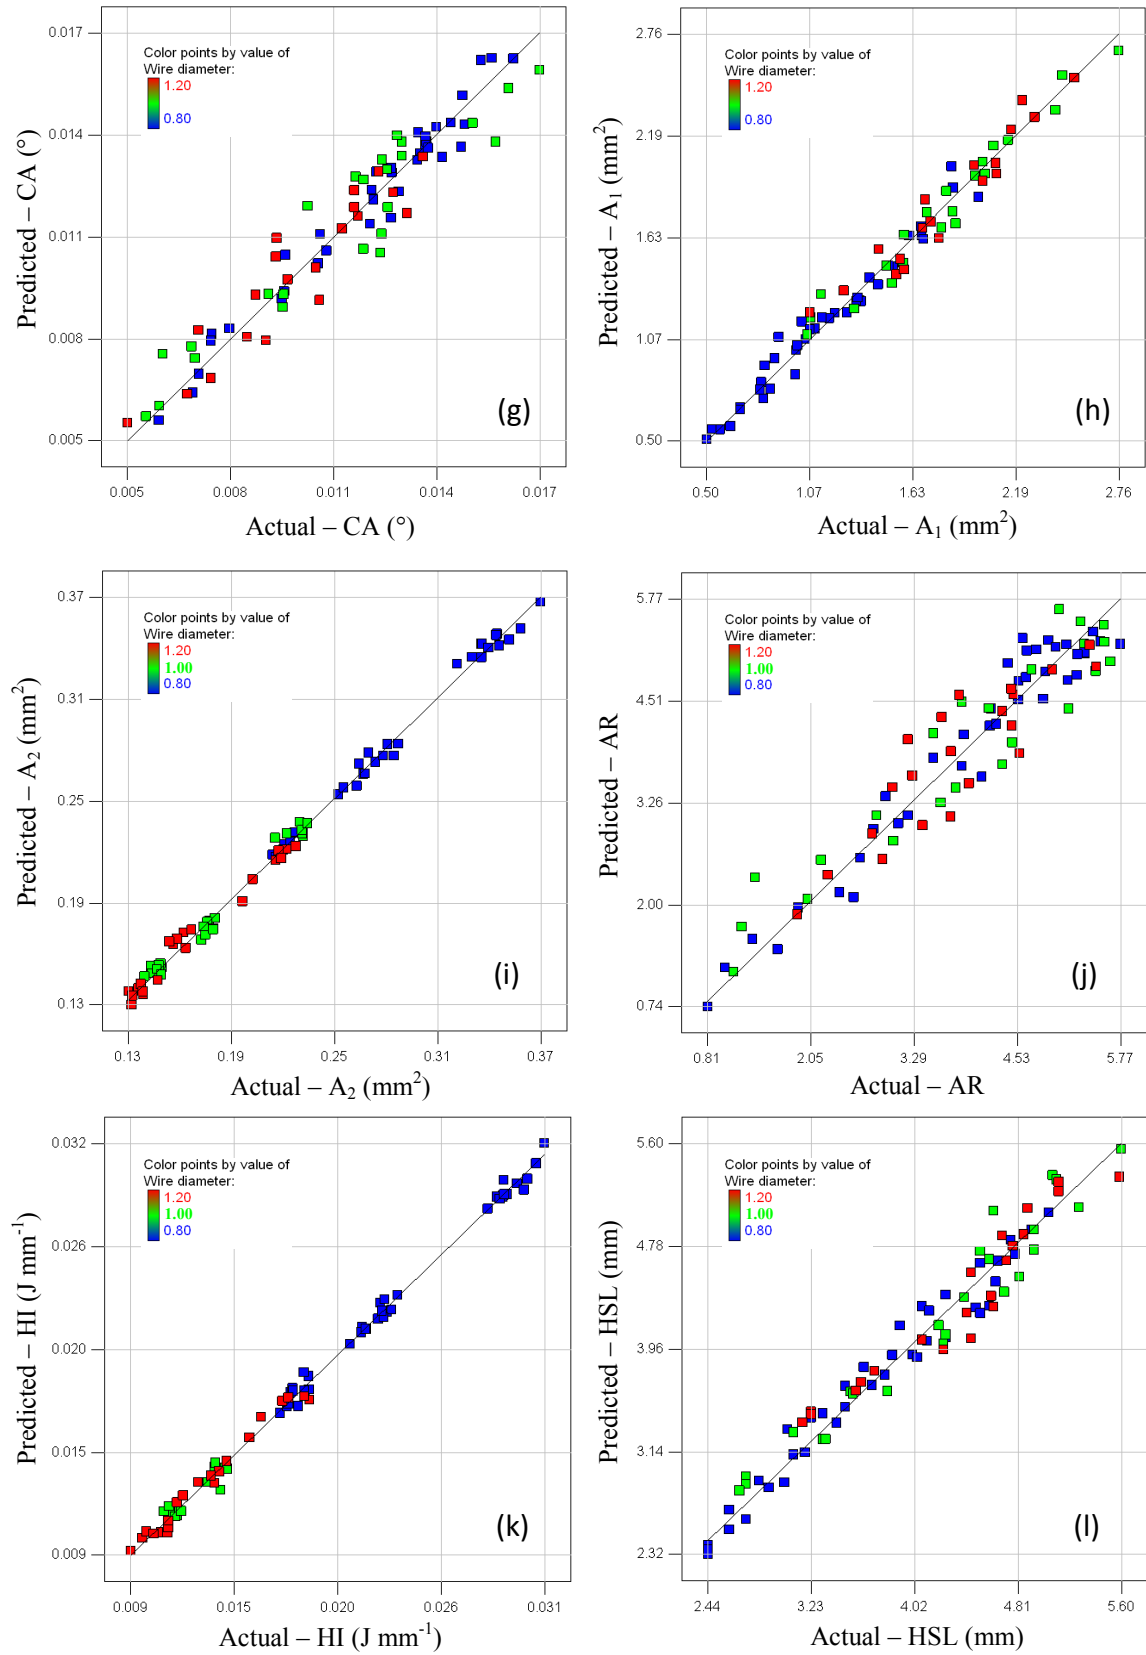 0.017
0.014
0.011
0.008
0.005
Predicted – CA (°)
Color points by value of
Wire diameter:
1.20
0.80
(g)
0.005 0.008 0.011 0.014 0.017
Actual – CA (°)
2.76
2.19
1.63
1.07
0.50
Predicted – A₁ (mm²)
Color points by value of
Wire diameter:
1.20
0.80
(h)
0.50 1.07 1.63 2.19 2.76
Actual – A₁ (mm²)
0.37
0.31
0.25
0.19
0.13
Predicted – A₂ (mm²)
Color points by value of
Wire diameter:
1.20
1.00
0.80
(i)
0.13 0.19 0.25 0.31 0.37
Actual – A₂ (mm²)
5.77
4.51
3.26
2.00
0.74
Predicted – AR
Color points by value of
Wire diameter:
1.20
1.00
0.80
(j)
0.81 2.05 3.29 4.53 5.77
Actual – AR
0.032
0.026
0.020
0.015
0.009
Predicted – HI (J mm⁻¹)
Color points by value of
Wire diameter:
1.20
1.00
0.80
(k)
0.009 0.015 0.020 0.026 0.031
Actual – HI (J mm⁻¹)
5.60
4.78
3.96
3.14
2.32
Predicted – HSL (mm)
Color points by value of
Wire diameter:
1.20
1.00
0.80
(l)
2.44 3.23 4.02 4.81 5.60
Actual – HSL (mm)